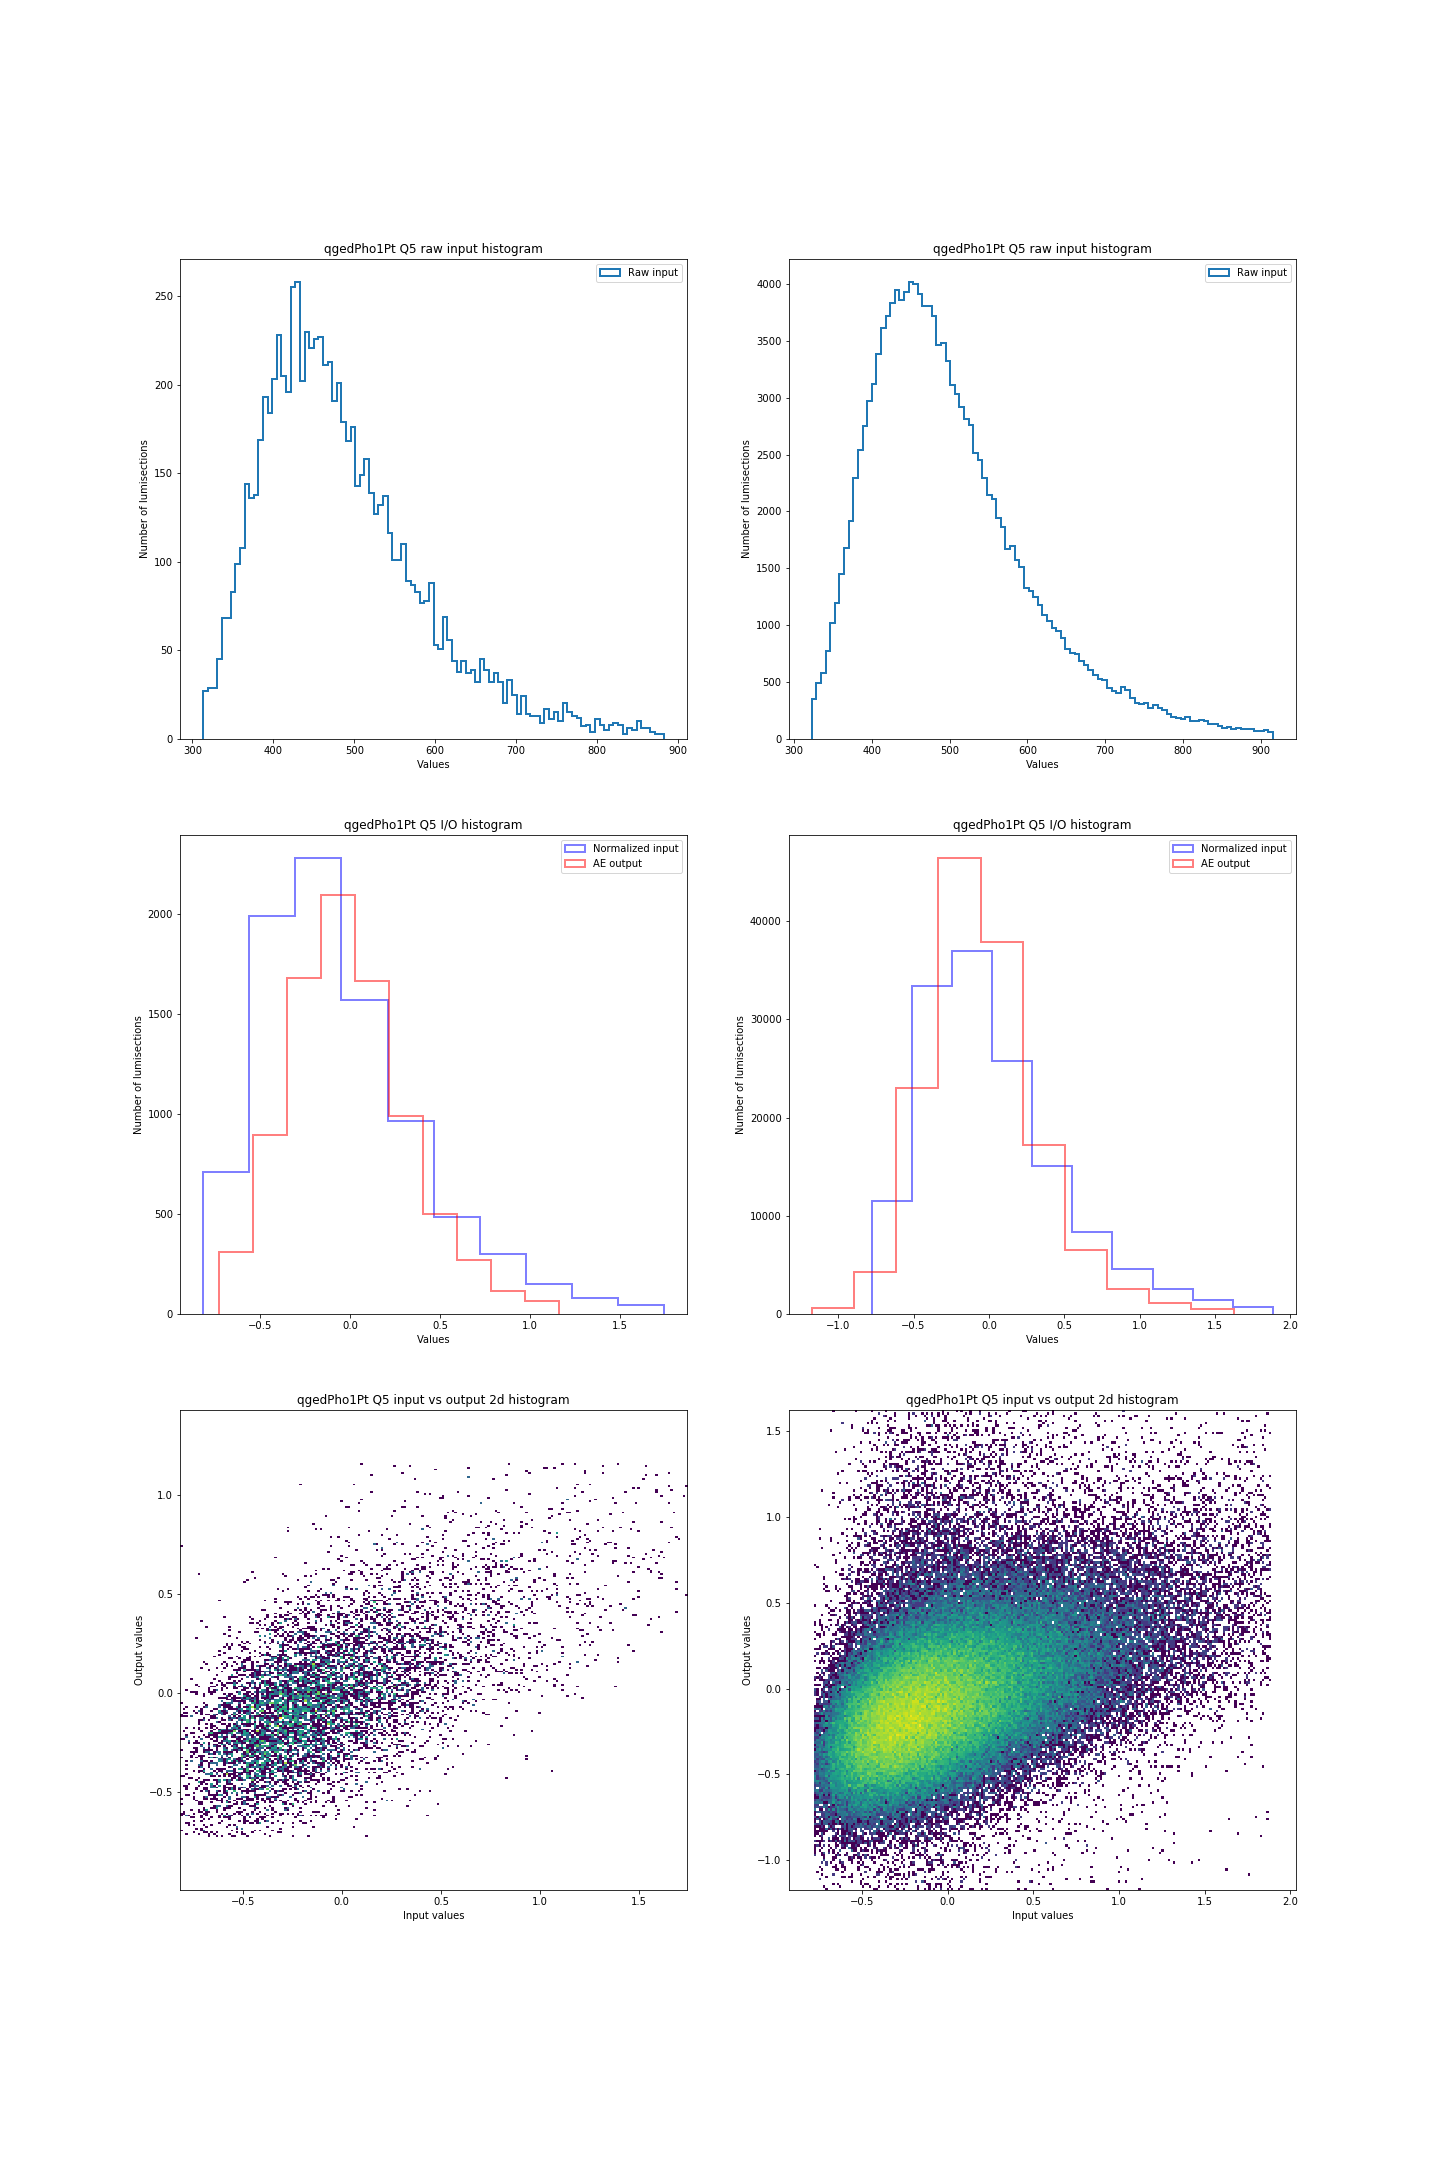 qgedPho1Pt Q5 raw input histogram
Raw input
Number of lumisections
250
200
150
100
50
0
300 400 500 600 700 800 900
Values
qgedPho1Pt Q5 raw input histogram
Raw input
Number of lumisections
4000
3500
3000
2500
2000
1500
1000
500
0
300 400 500 600 700 800 900
Values
qgedPho1Pt Q5 I/O histogram
Normalized input
AE output
Number of lumisections
2000
1500
1000
500
0
−0.5 0.0 0.5 1.0 1.5
Values
qgedPho1Pt Q5 I/O histogram
Normalized input
AE output
Number of lumisections
40000
30000
20000
10000
0
−1.0 −0.5 0.0 0.5 1.0 1.5 2.0
Values
qgedPho1Pt Q5 input vs output 2d histogram
Output values
1.0
0.5
0.0
−0.5
−0.5 0.0 0.5 1.0 1.5
Input values
qgedPho1Pt Q5 input vs output 2d histogram
Output values
1.5
1.0
0.5
0.0
−0.5
−1.0
−0.5 0.0 0.5 1.0 1.5 2.0
Input values